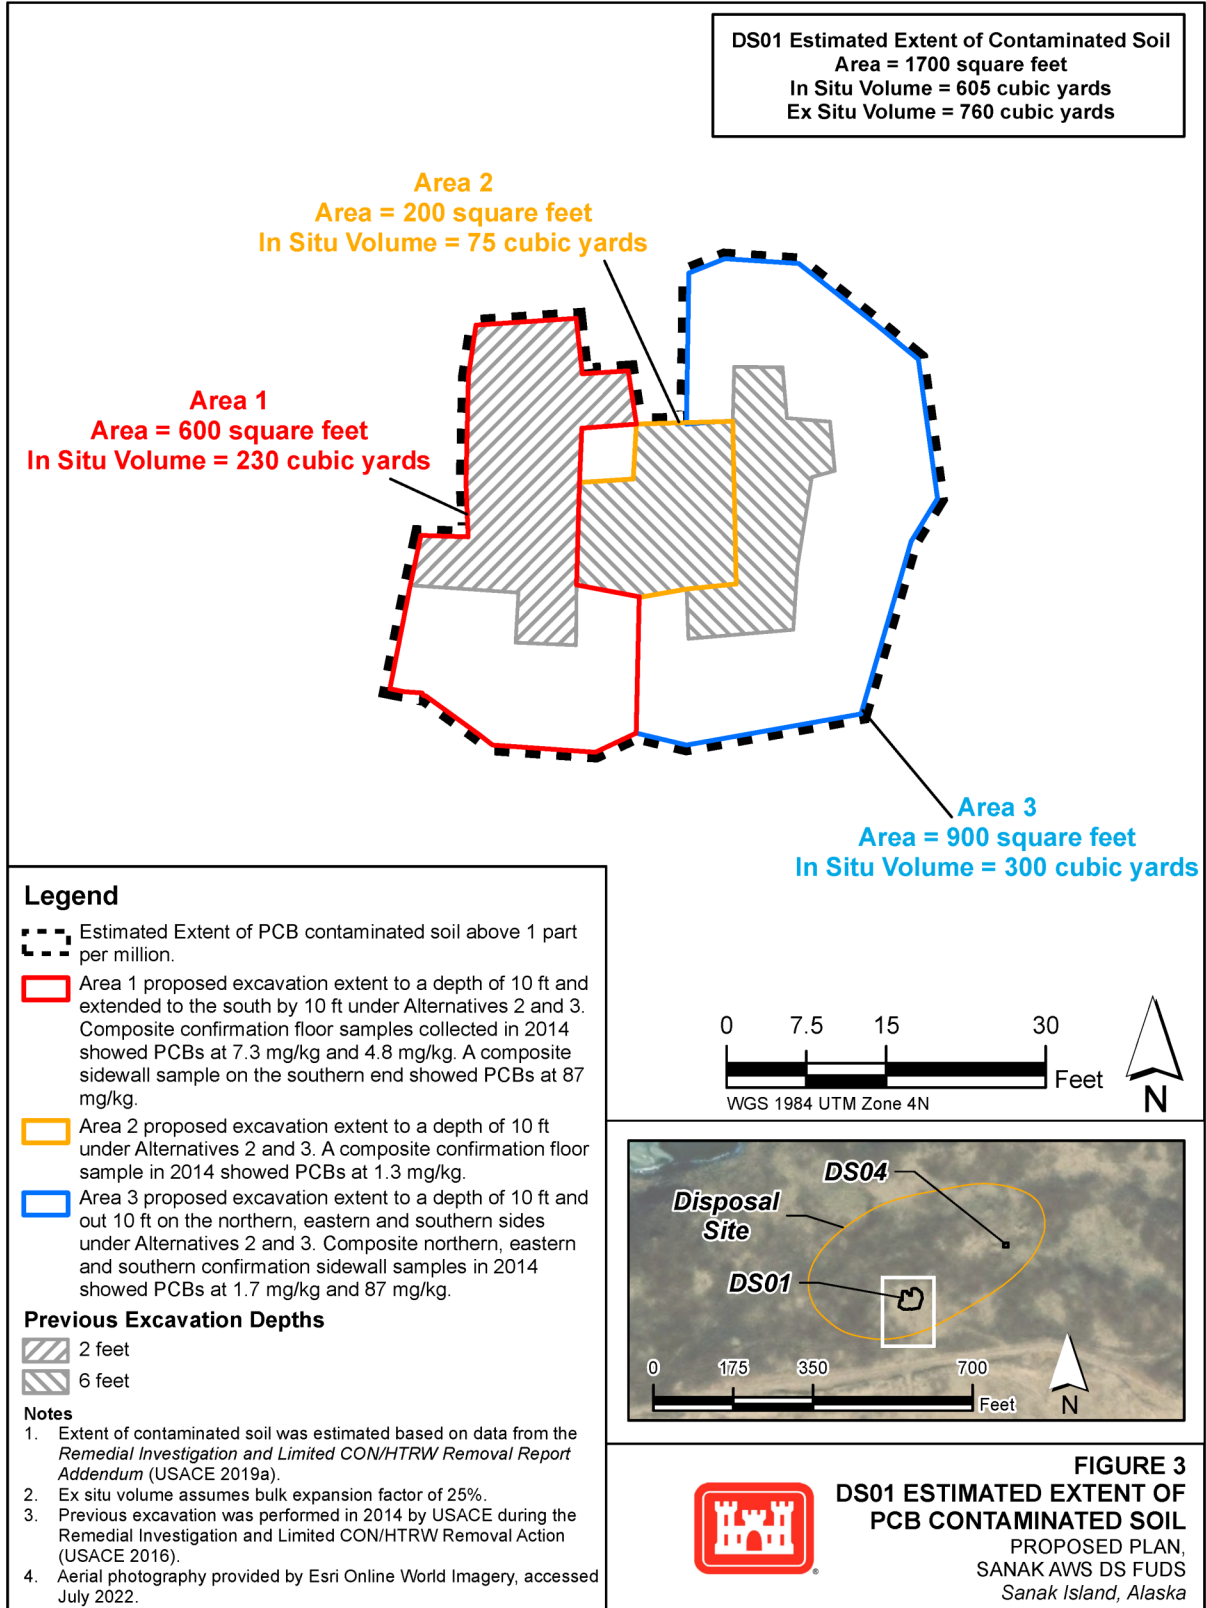 DS01 Estimated Extent of Contaminated Soil
Area = 1700 square feet
In Situ Volume = 605 cubic yards
Ex Situ Volume = 760 cubic yards
Area 2
Area = 200 square feet
In Situ Volume = 75 cubic yards
Area 1
Area = 600 square feet
In Situ Volume = 230 cubic yards
Area 3
Area = 900 square feet
In Situ Volume = 300 cubic yards
Legend
Estimated Extent of PCB contaminated soil above 1 part
per million.
Area 1 proposed excavation extent to a depth of 10 ft and
extended to the south by 10 ft under Alternatives 2 and 3.
Composite confirmation floor samples collected in 2014
showed PCBs at 7.3 mg/kg and 4.8 mg/kg. A composite
sidewall sample on the southern end showed PCBs at 87
mg/kg.
Area 2 proposed excavation extent to a depth of 10 ft
under Alternatives 2 and 3. A composite confirmation floor
sample in 2014 showed PCBs at 1.3 mg/kg.
Area 3 proposed excavation extent to a depth of 10 ft and
out 10 ft on the northern, eastern and southern sides
under Alternatives 2 and 3. Composite northern, eastern
and southern confirmation sidewall samples in 2014
showed PCBs at 1.7 mg/kg and 87 mg/kg.
Previous Excavation Depths
2 feet
6 feet
Notes
1. Extent of contaminated soil was estimated based on data from the
Remedial Investigation and Limited CON/HTRW Removal Report
Addendum (USACE 2019a).
2. Ex situ volume assumes bulk expansion factor of 25%.
3. Previous excavation was performed in 2014 by USACE during the
Remedial Investigation and Limited CON/HTRW Removal Action
(USACE 2016).
4. Aerial photography provided by Esri Online World Imagery, accessed
July 2022.
0 7.5 15 30
Feet
WGS 1984 UTM Zone 4N
N
DS04
Disposal
Site
DS01
0 175 350 700
Feet
N
FIGURE 3
DS01 ESTIMATED EXTENT OF
PCB CONTAMINATED SOIL
PROPOSED PLAN,
SANAK AWS DS FUDS
Sanak Island, Alaska
®